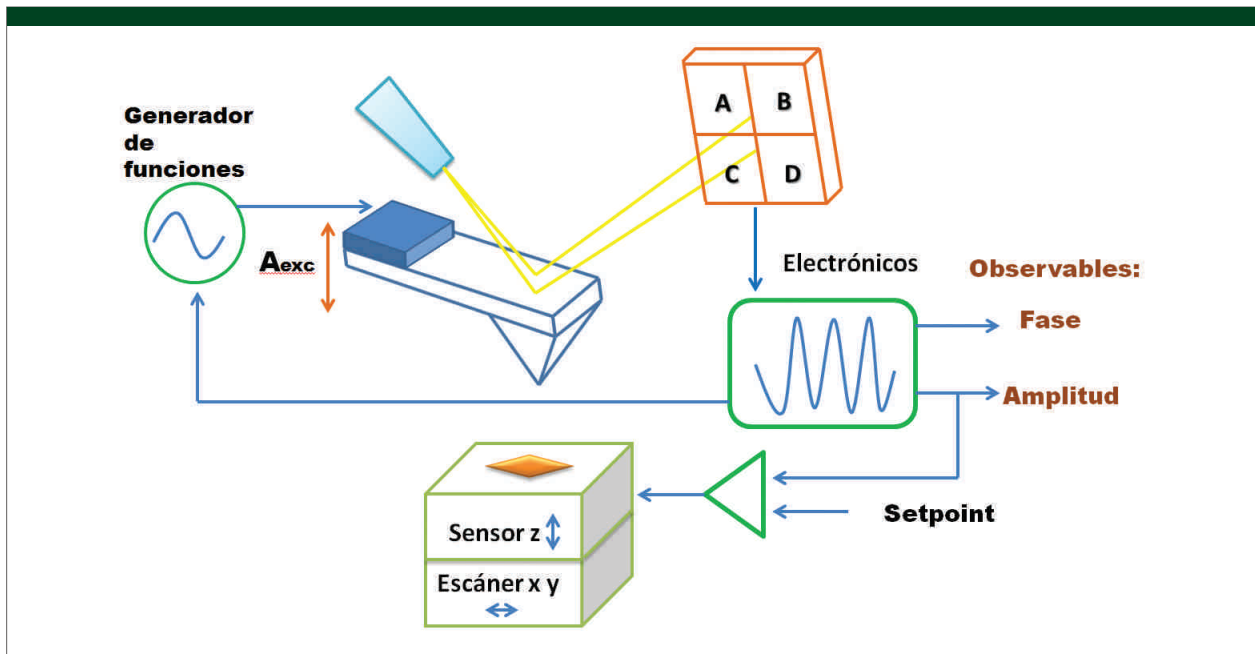 Generador
de
funciones
A
B
C
D
Aexc
Electrónicos
Observables:
Fase
Amplitud
Setpoint
Sensor z
Escáner x y